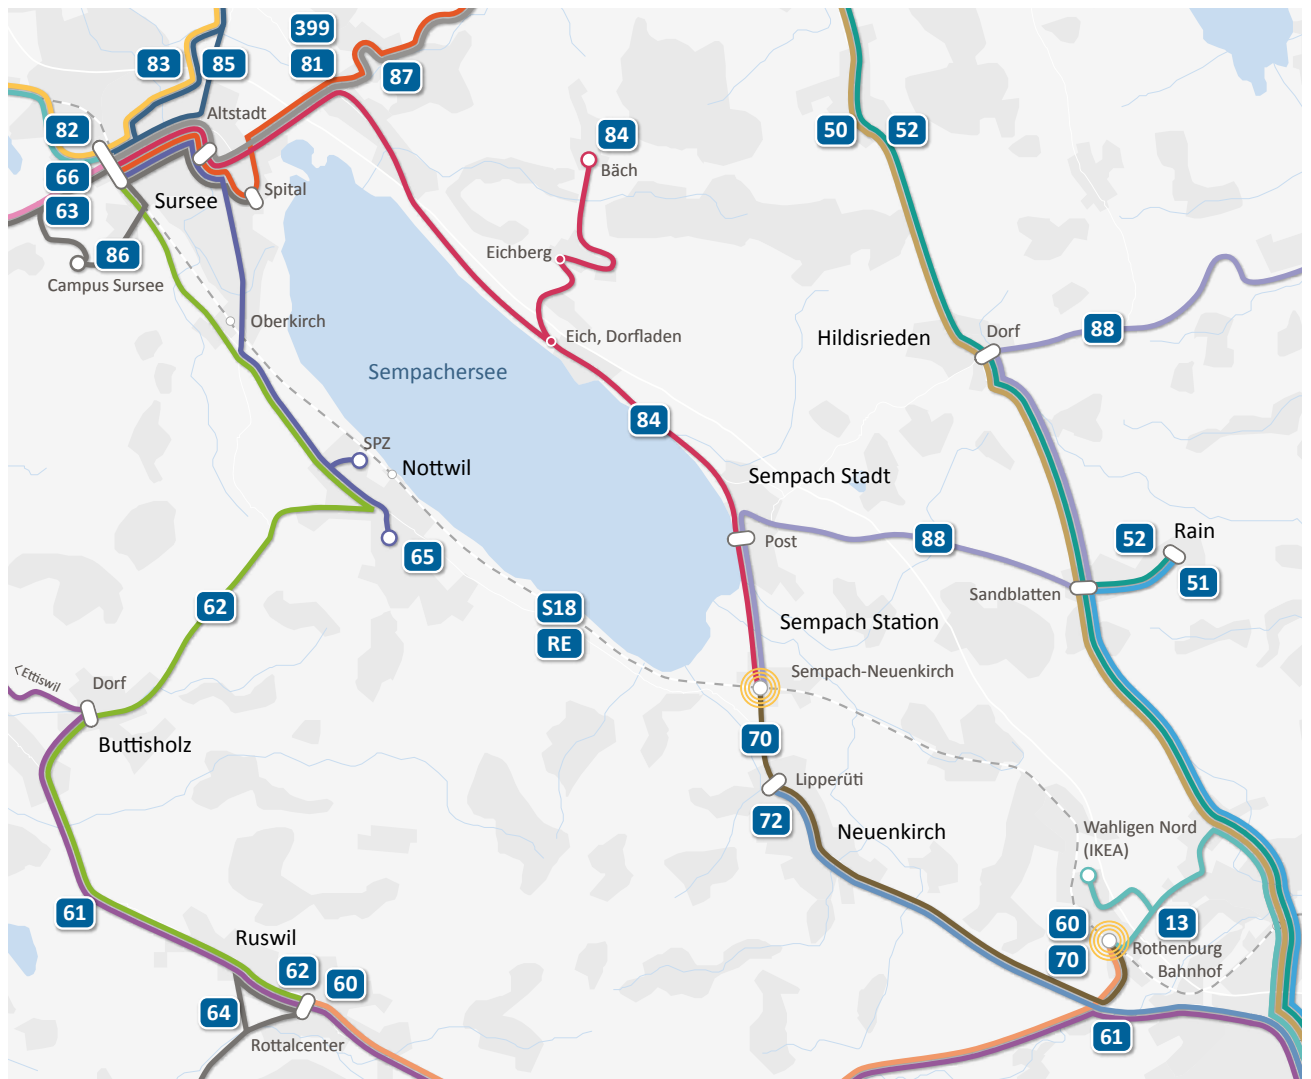 399
83
85
81
87
Altstadt
82
84
50
52
66
Bäch
Spital
63
Sursee
86
Eichberg
Campus Sursee
Oberkirch
Eich, Dorfladen
Hildisrieden
Dorf
88
Sempachersee
84
SPZ
Nottwil
Sempach Stadt
Post
88
52
Rain
65
51
Sandblatten
62
S18
RE
Sempach Station
<Ettiswil
Dorf
Sempach-Neuenkirch
Buttisholz
70
Lipperüti
72
Neuenkirch
Wahligen Nord
(IKEA)
61
60
13
Ruswil
Rothenburg
Bahnhof
70
62
60
64
Rottalcenter
61